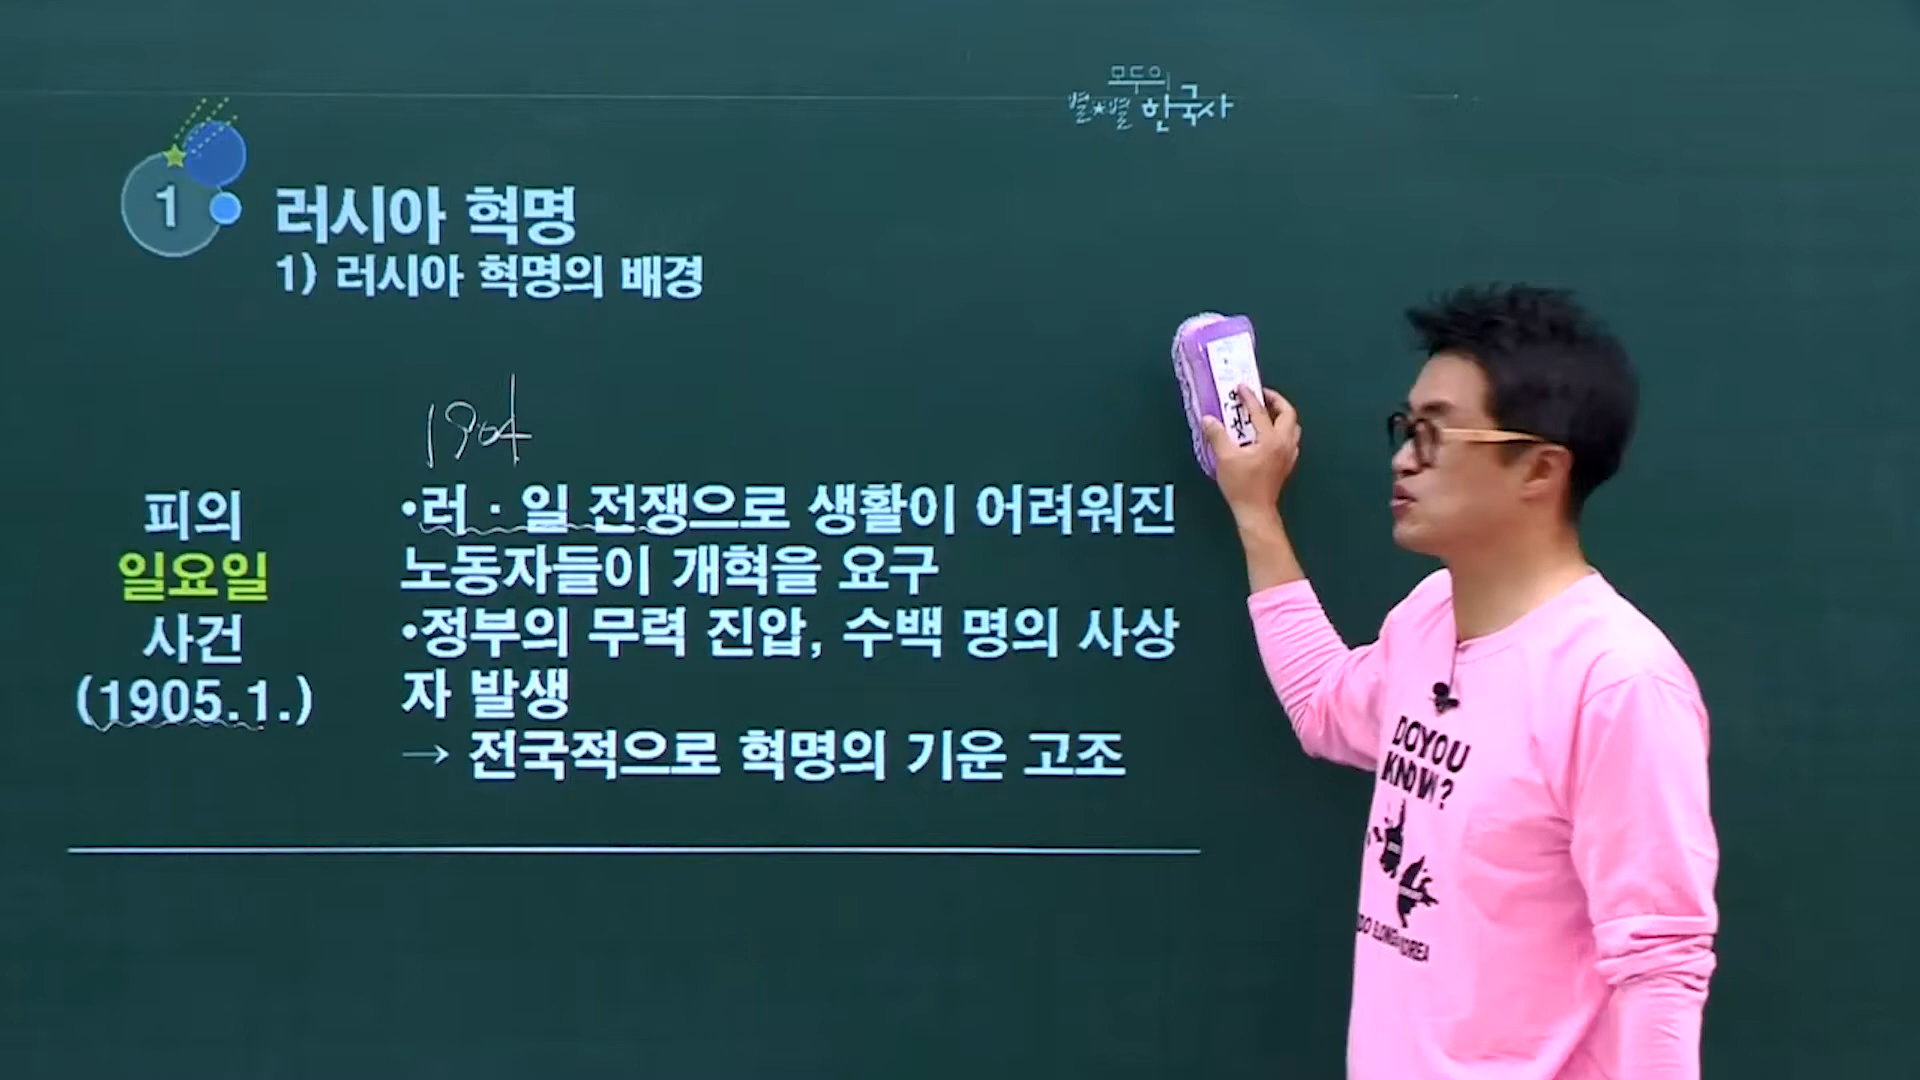 모두의
별★별 한국사
1
러시아 혁명
1) 러시아 혁명의 배경
1904
피의
일요일
사건
(1905.1.)
•러·일 전쟁으로 생활이 어려워진
노동자들이 개혁을 요구
•정부의 무력 진압, 수백 명의 사상
자 발생
→ 전국적으로 혁명의 기운 고조
DO YOU
KNOW?